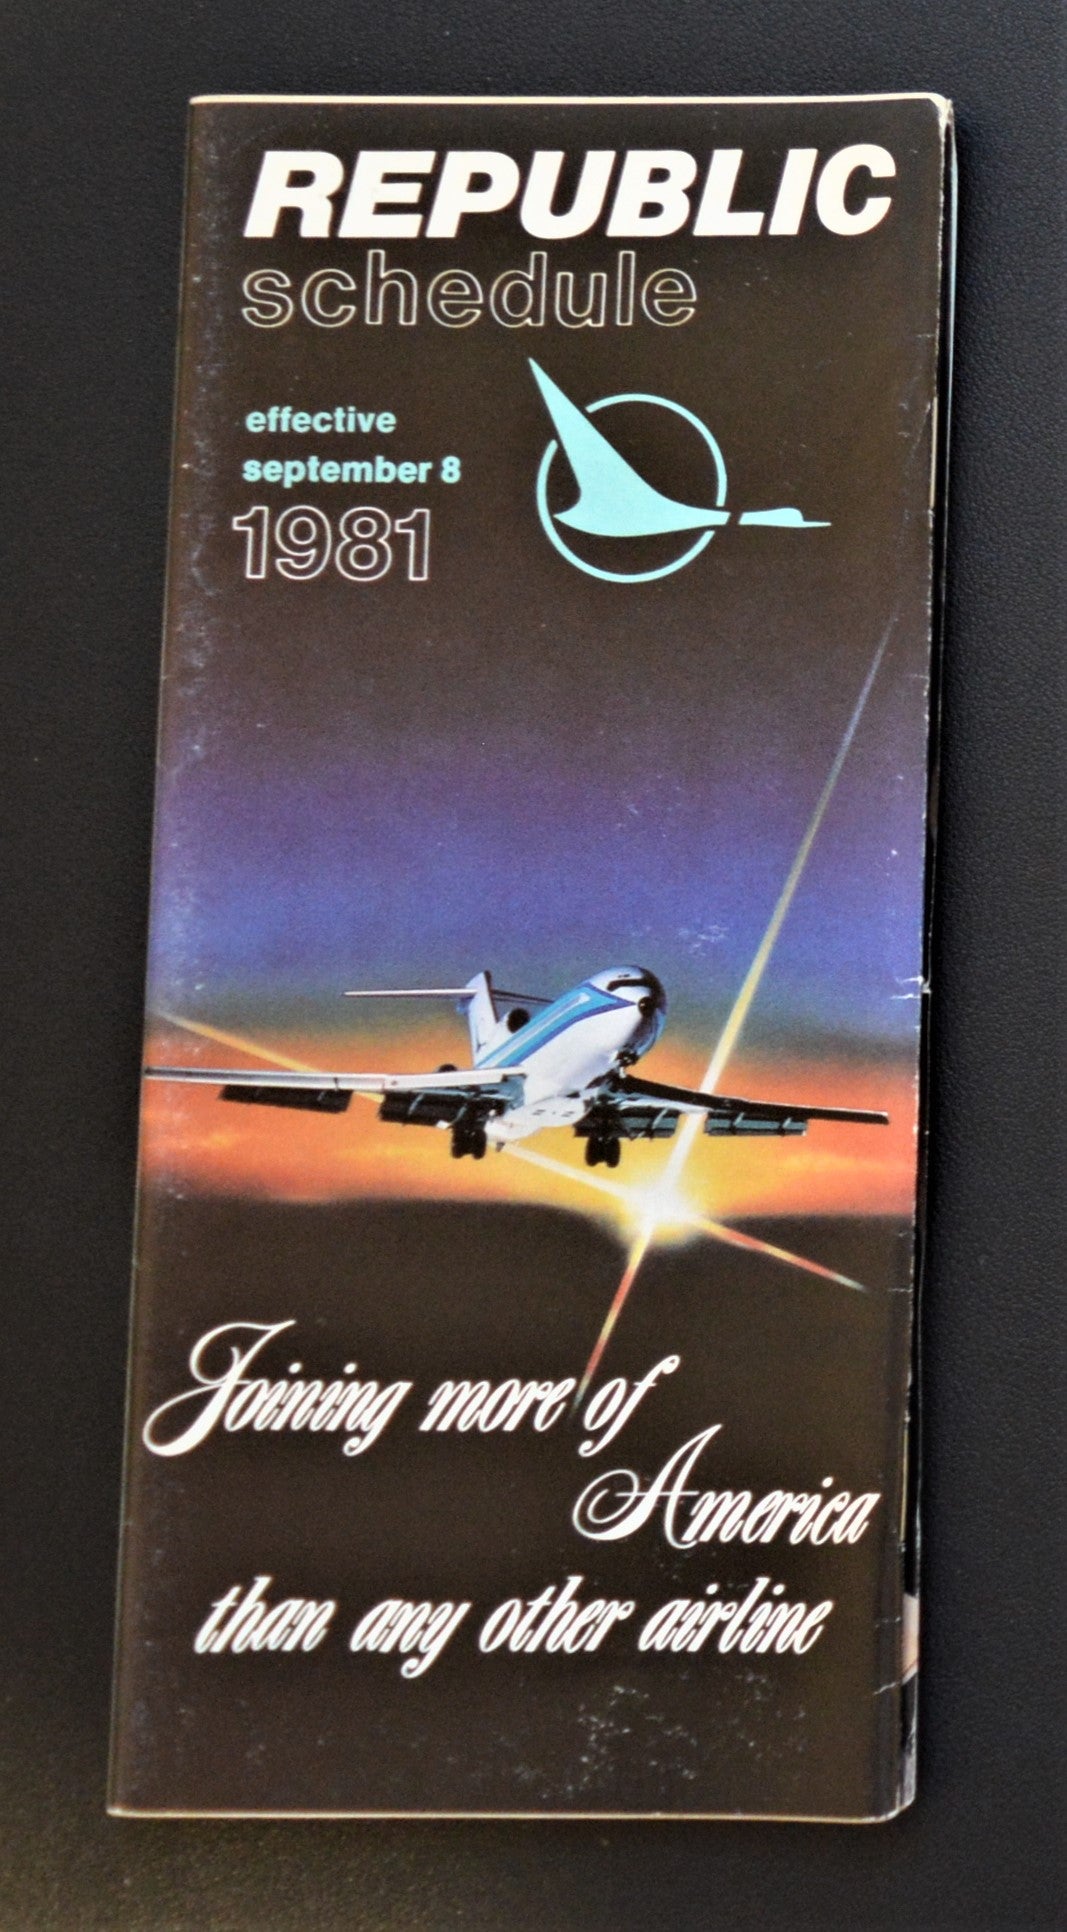 REPUBLIC
schedule
effective
september 8
1981
Joining more of
America
than any other airline